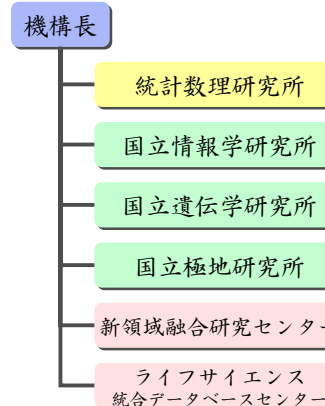 機構長
統計数理研究所
国立情報学研究所
国立遺伝学研究所
国立極地研究所
新領域融合研究センター
ライフサイエンス
統合データベースセンター